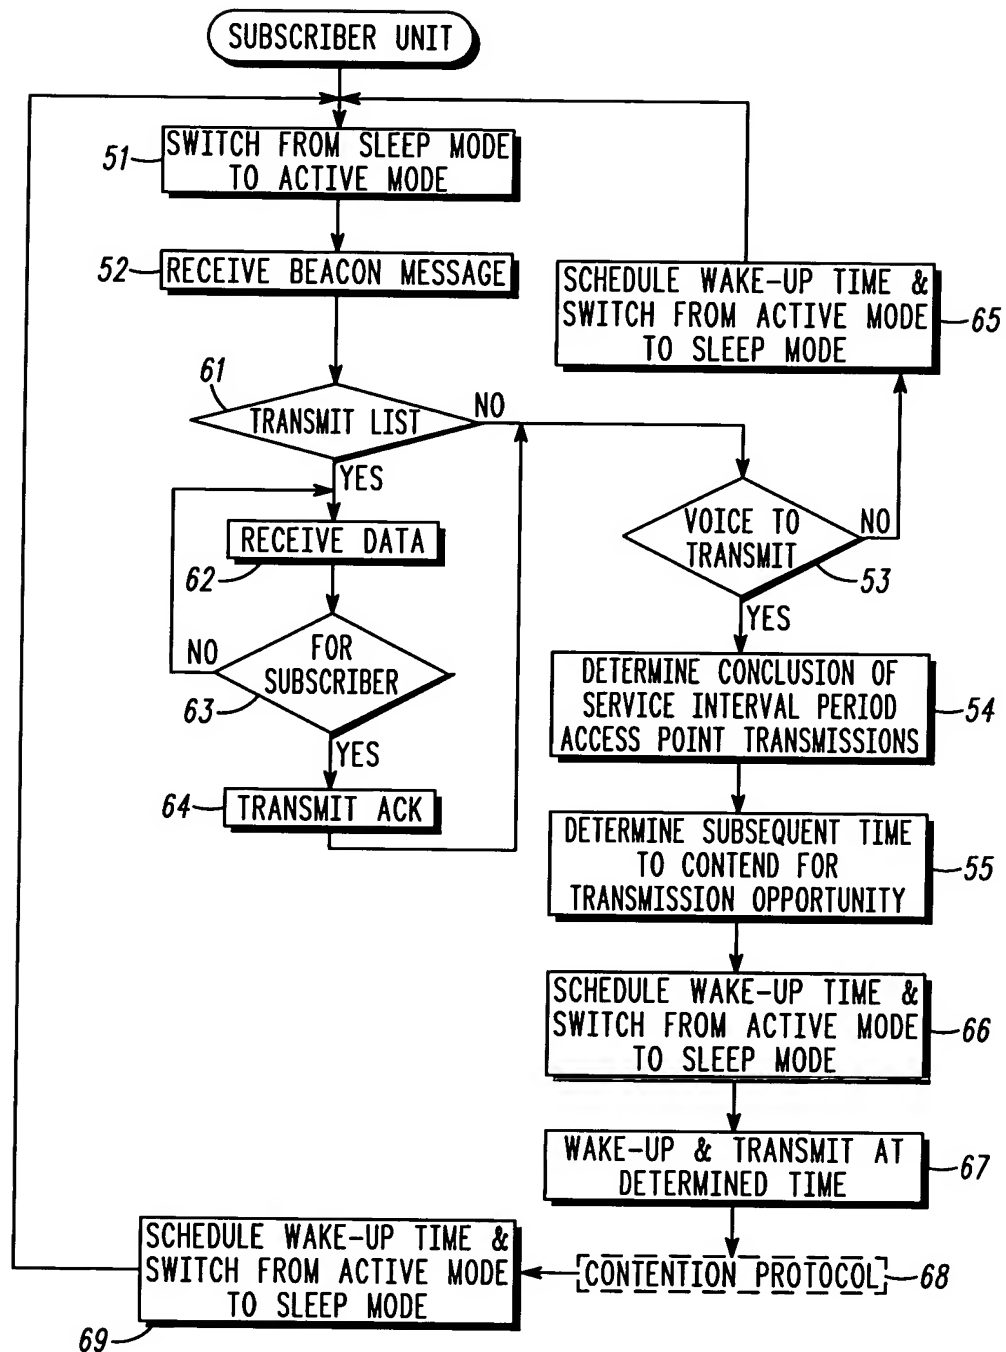 SUBSCRIBER UNIT
51
SWITCH FROM SLEEP MODE
TO ACTIVE MODE
52
RECEIVE BEACON MESSAGE
SCHEDULE WAKE-UP TIME &
SWITCH FROM ACTIVE MODE
TO SLEEP MODE
65
61
TRANSMIT LIST
NO
YES
RECEIVE DATA
62
NO
FOR
SUBSCRIBER
63
YES
64
TRANSMIT ACK
VOICE TO
TRANSMIT
NO
53
YES
DETERMINE CONCLUSION OF
SERVICE INTERVAL PERIOD
ACCESS POINT TRANSMISSIONS
54
DETERMINE SUBSEQUENT TIME
TO CONTEND FOR
TRANSMISSION OPPORTUNITY
55
SCHEDULE WAKE-UP TIME &
SWITCH FROM ACTIVE MODE
TO SLEEP MODE
66
WAKE-UP & TRANSMIT AT
DETERMINED TIME
67
CONTENTION PROTOCOL
68
SCHEDULE WAKE-UP TIME &
SWITCH FROM ACTIVE MODE
TO SLEEP MODE
69